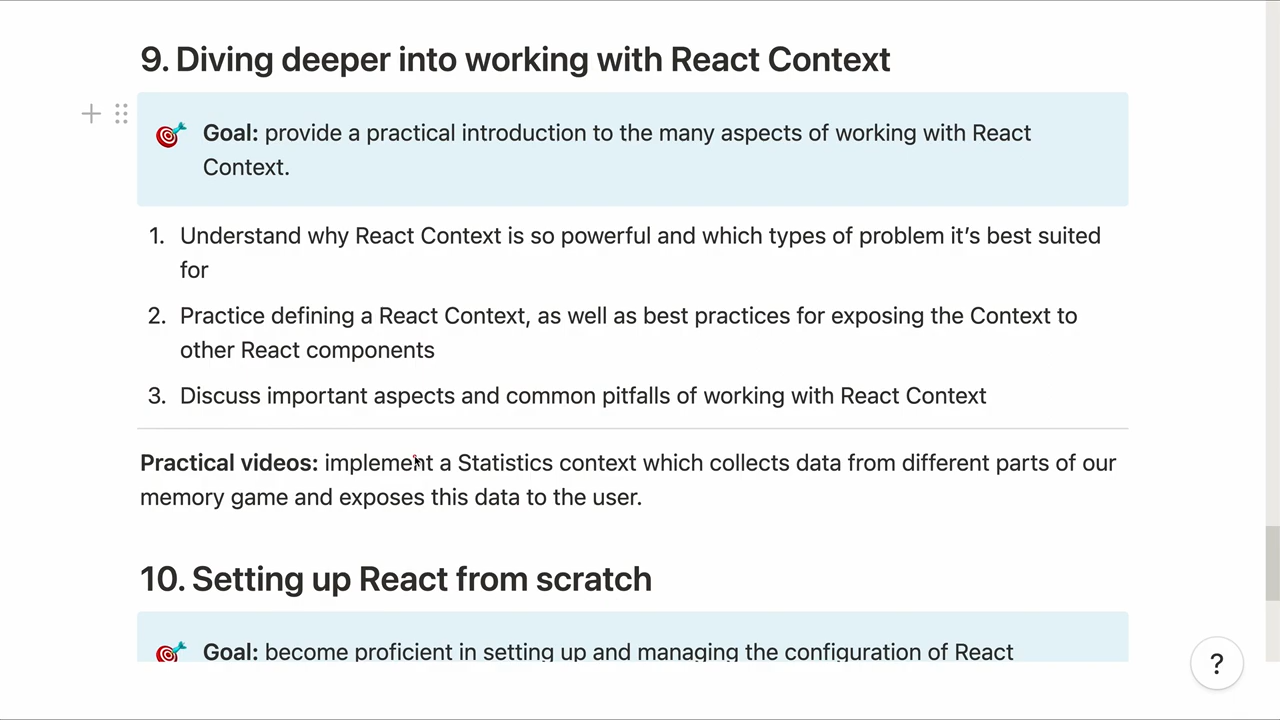 9. Diving deeper into working with React Context
Goal: provide a practical introduction to the many aspects of working with React
Context.
1. Understand why React Context is so powerful and which types of problem it’s best suited
for
2. Practice defining a React Context, as well as best practices for exposing the Context to
other React components
3. Discuss important aspects and common pitfalls of working with React Context
Practical videos: implement a Statistics context which collects data from different parts of our
memory game and exposes this data to the user.
10. Setting up React from scratch
Goal: become proficient in setting up and managing the configuration of React
?